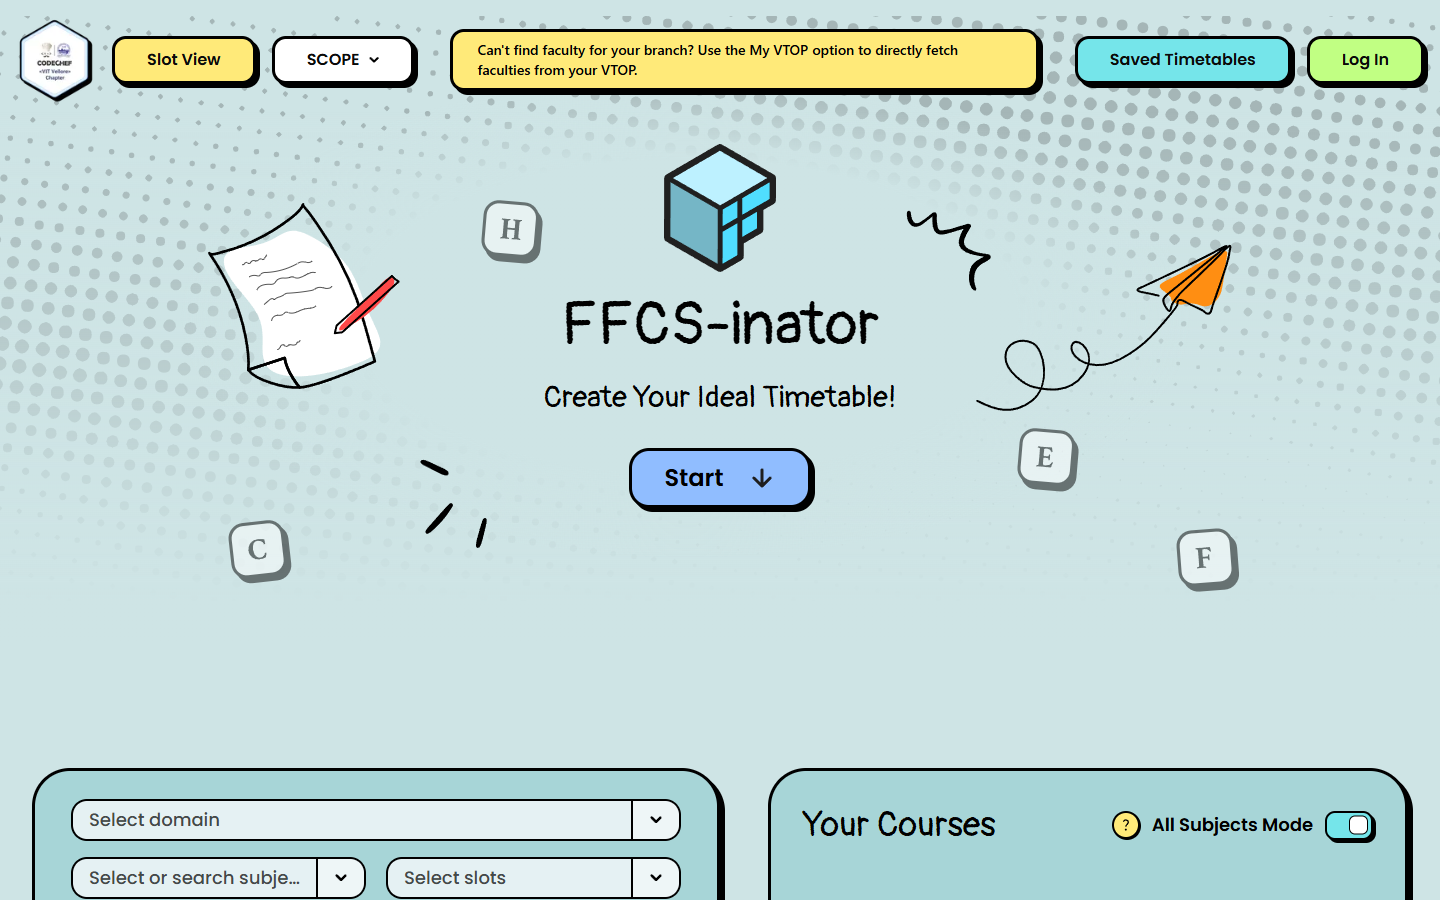 CODECHEF
<VIT Vellore>
Chapter
Slot View
SCOPE
Can't find faculty for your branch? Use the My VTOP option to directly fetch
faculties from your VTOP.
Saved Timetables
Log In
H
FFCS-inator
Create Your Ideal Timetable!
Start
E
C
F
Select domain
Select or search subje...
Select slots
Your Courses
?
All Subjects Mode